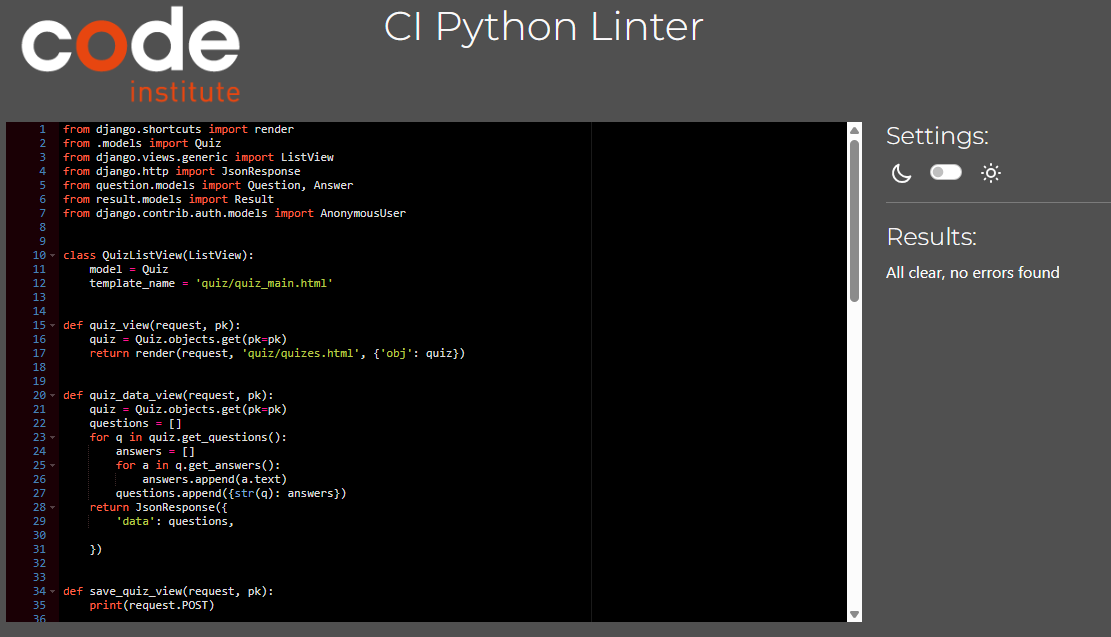 code
institute
CI Python Linter
1 from django.shortcuts import render
2 from .models import Quiz
3 from django.views.generic import ListView
4 from django.http import JsonResponse
5 from question.models import Question, Answer
6 from result.models import Result
7 from django.contrib.auth.models import AnonymousUser
8
9
10 class QuizListView(ListView):
11     model = Quiz
12     template_name = 'quiz/quiz_main.html'
13
14
15 def quiz_view(request, pk):
16     quiz = Quiz.objects.get(pk=pk)
17     return render(request, 'quiz/quizes.html', {'obj': quiz})
18
19
20 def quiz_data_view(request, pk):
21     quiz = Quiz.objects.get(pk=pk)
22     questions = []
23     for q in quiz.get_questions():
24         answers = []
25         for a in q.get_answers():
26             answers.append(a.text)
27         questions.append({str(q): answers})
28     return JsonResponse({
29         'data': questions,
30
31     })
32
33
34 def save_quiz_view(request, pk):
35     print(request.POST)
36
Settings:
Results:
All clear, no errors found